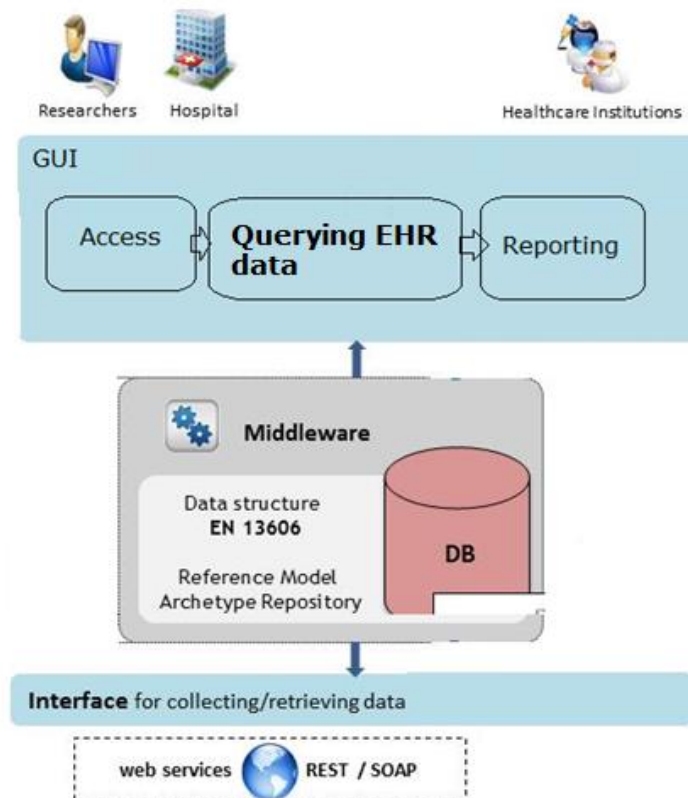 Researchers
Hospital
Healthcare Institutions
GUI
Access
Querying EHR
data
Reporting
Middleware
Data structure
EN 13606
Reference Model
Archetype Repository
DB
Interface for collecting/retrieving data
web services REST / SOAP